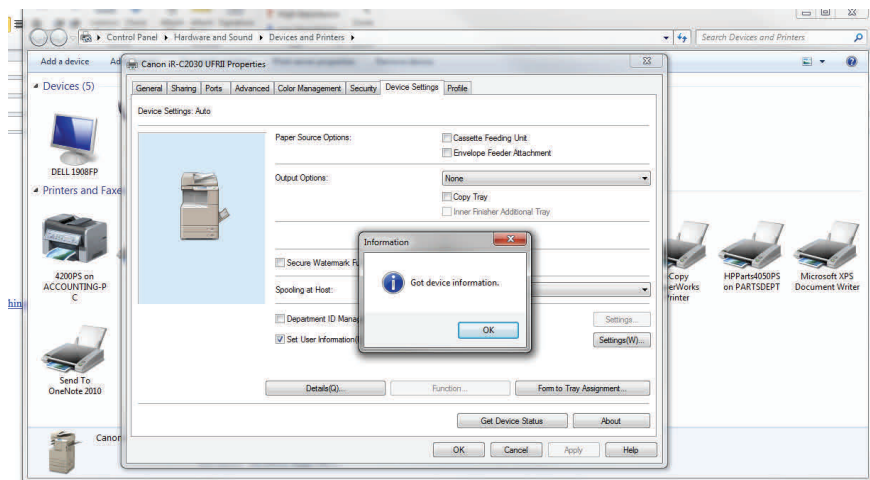 Control Panel ▸ Hardware and Sound ▸ Devices and Printers ▸
Search Devices and Printers
Add a device
Ad
Devices (5)
DELL 1908FP
Printers and Faxe
4200PS on
ACCOUNTING-P
C
hin
Send To
OneNote 2010
Canon
Canon iR-C2030 UFRII Properties
General Sharing Ports Advanced Color Management Security Device Settings Profile
Device Settings: Auto
Paper Source Options:
Cassette Feeding Unit
Envelope Feeder Attachment
Output Options:
None
Copy Tray
Inner Finisher Additional Tray
Secure Watermark Fu
Spooling at Host:
Department ID Manag
Settings...
Set User Information(
Settings(W)...
Details(Q)...
Function...
Form to Tray Assignment...
Get Device Status
About
OK
Cancel
Apply
Help
Information
Got device information.
OK
Copy
erWorks
Printer
HPParts4050PS
on PARTSDEPT
Microsoft XPS
Document Writer